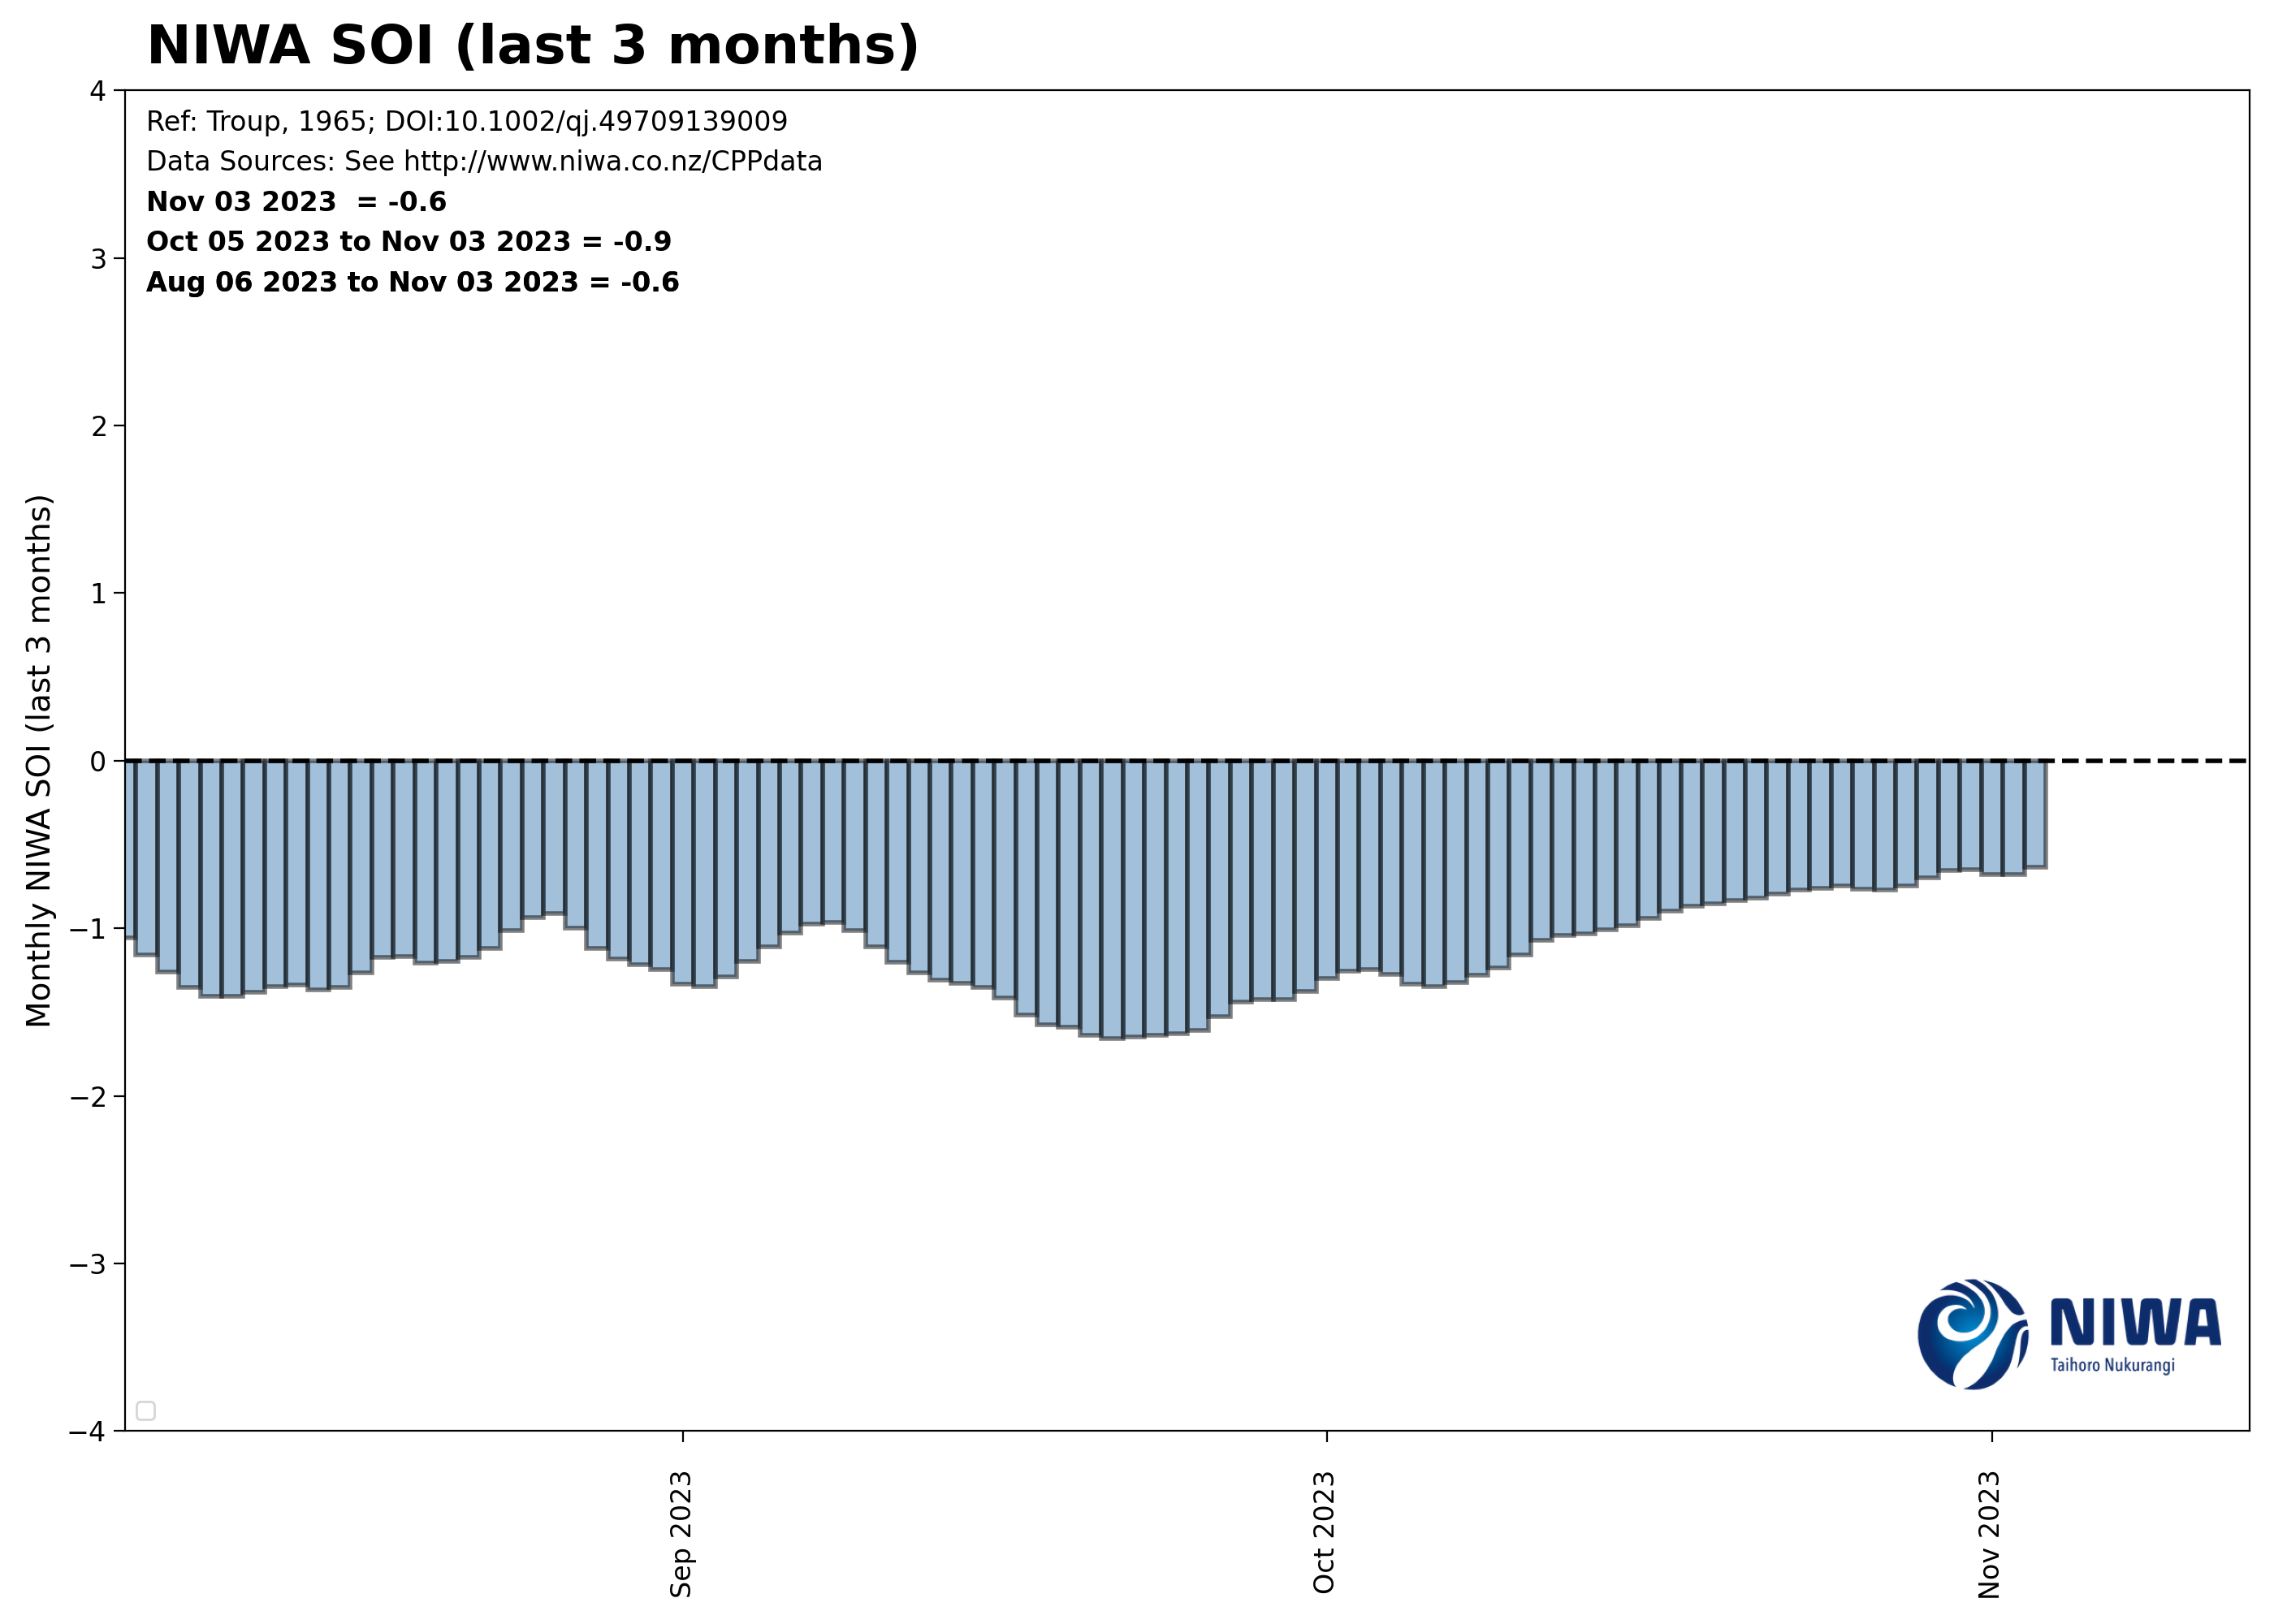 NIWA SOI (last 3 months)
Ref: Troup, 1965; DOI:10.1002/qj.49709139009
Data Sources: See http://www.niwa.co.nz/CPPdata
Nov 03 2023  = -0.6
Oct 05 2023 to Nov 03 2023 = -0.9
Aug 06 2023 to Nov 03 2023 = -0.6
Monthly NIWA SOI (last 3 months)
4
3
2
1
0
−1
−2
−3
−4
Sep 2023
Oct 2023
Nov 2023
NIWA
Taihoro Nukurangi